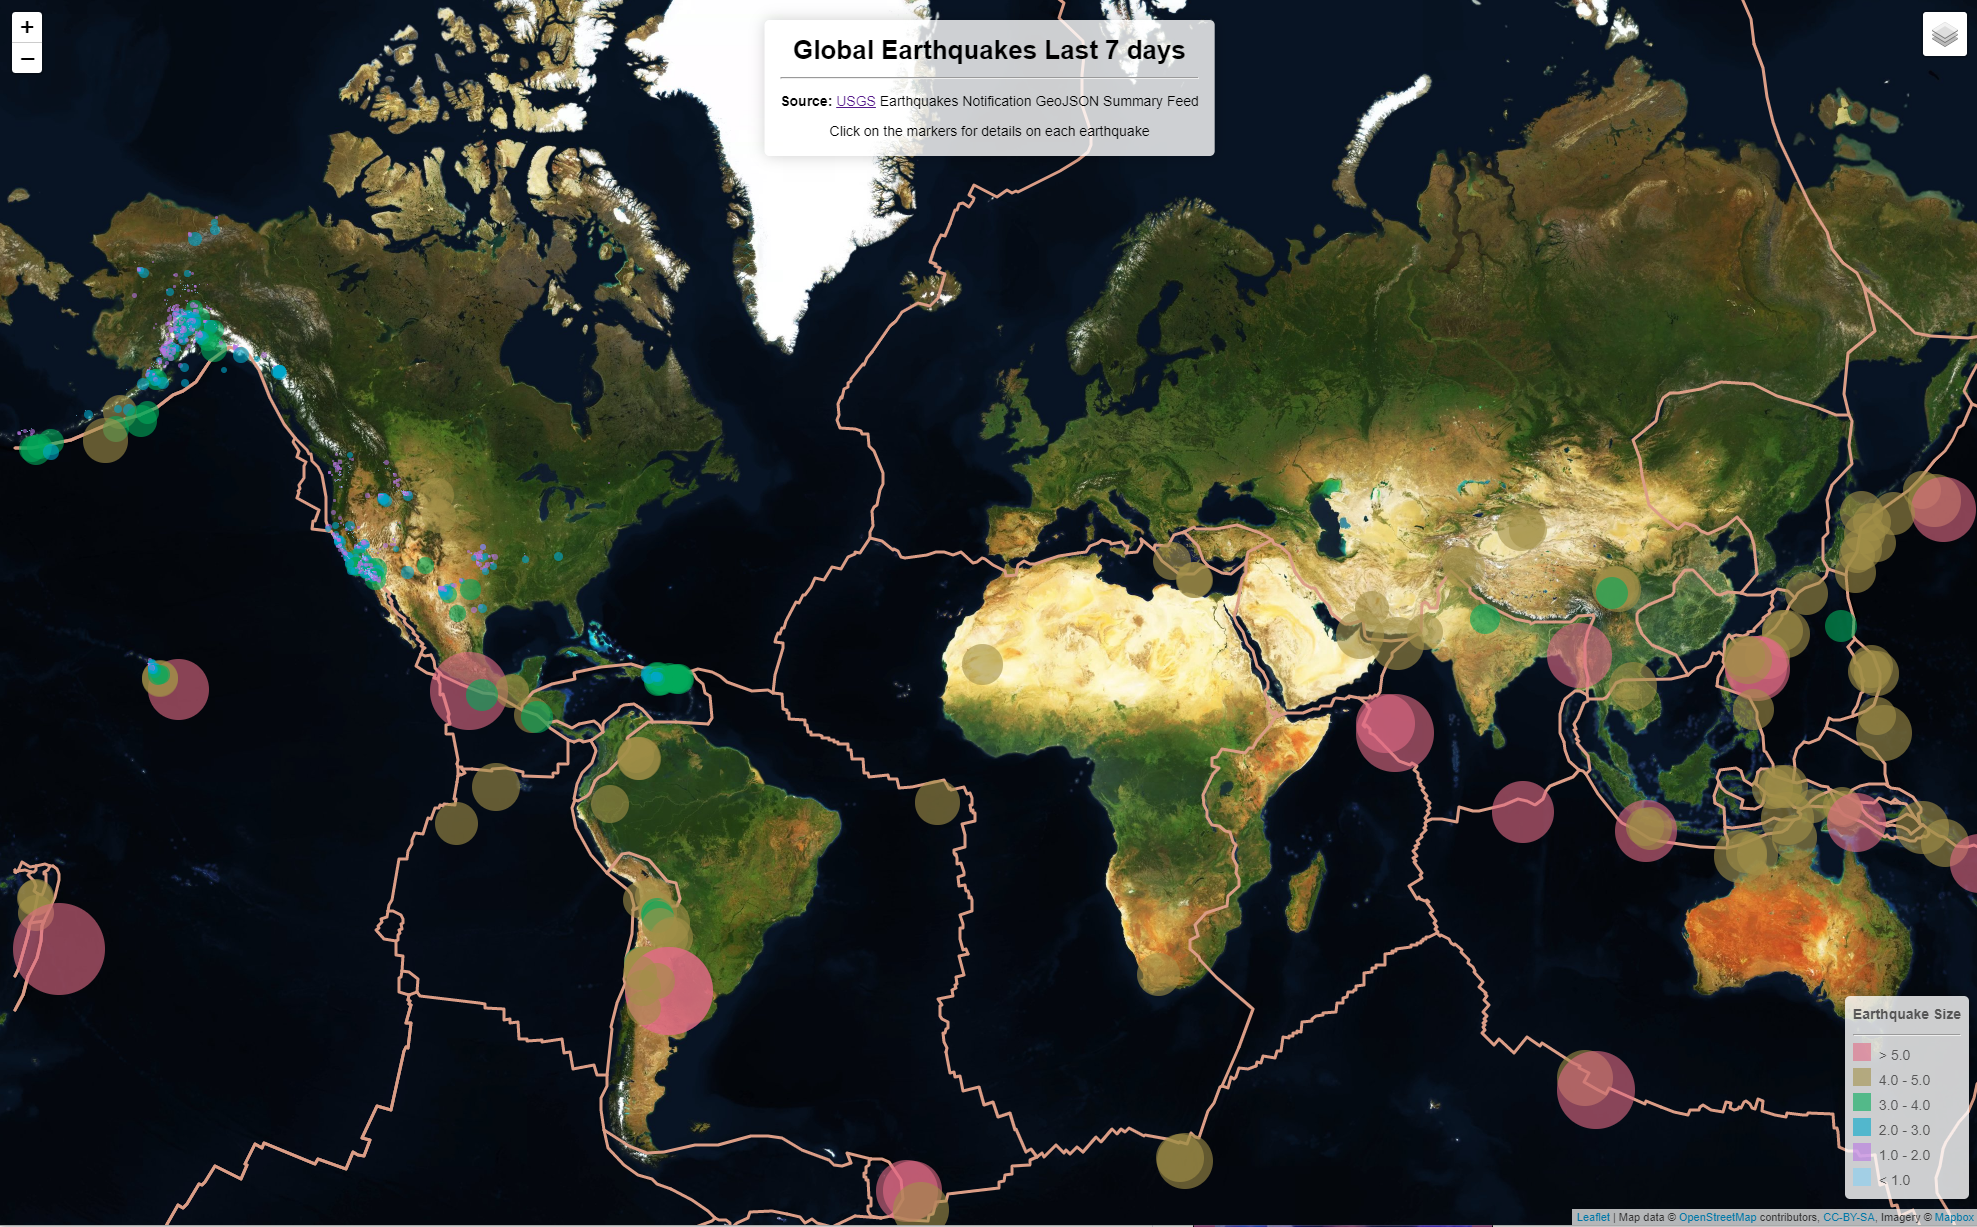 +
−
Global Earthquakes Last 7 days
Source: USGS Earthquakes Notification GeoJSON Summary Feed
Click on the markers for details on each earthquake
Earthquake Size
> 5.0
4.0 - 5.0
3.0 - 4.0
2.0 - 3.0
1.0 - 2.0
< 1.0
Leaflet | Map data © OpenStreetMap contributors, CC-BY-SA, Imagery © Mapbox